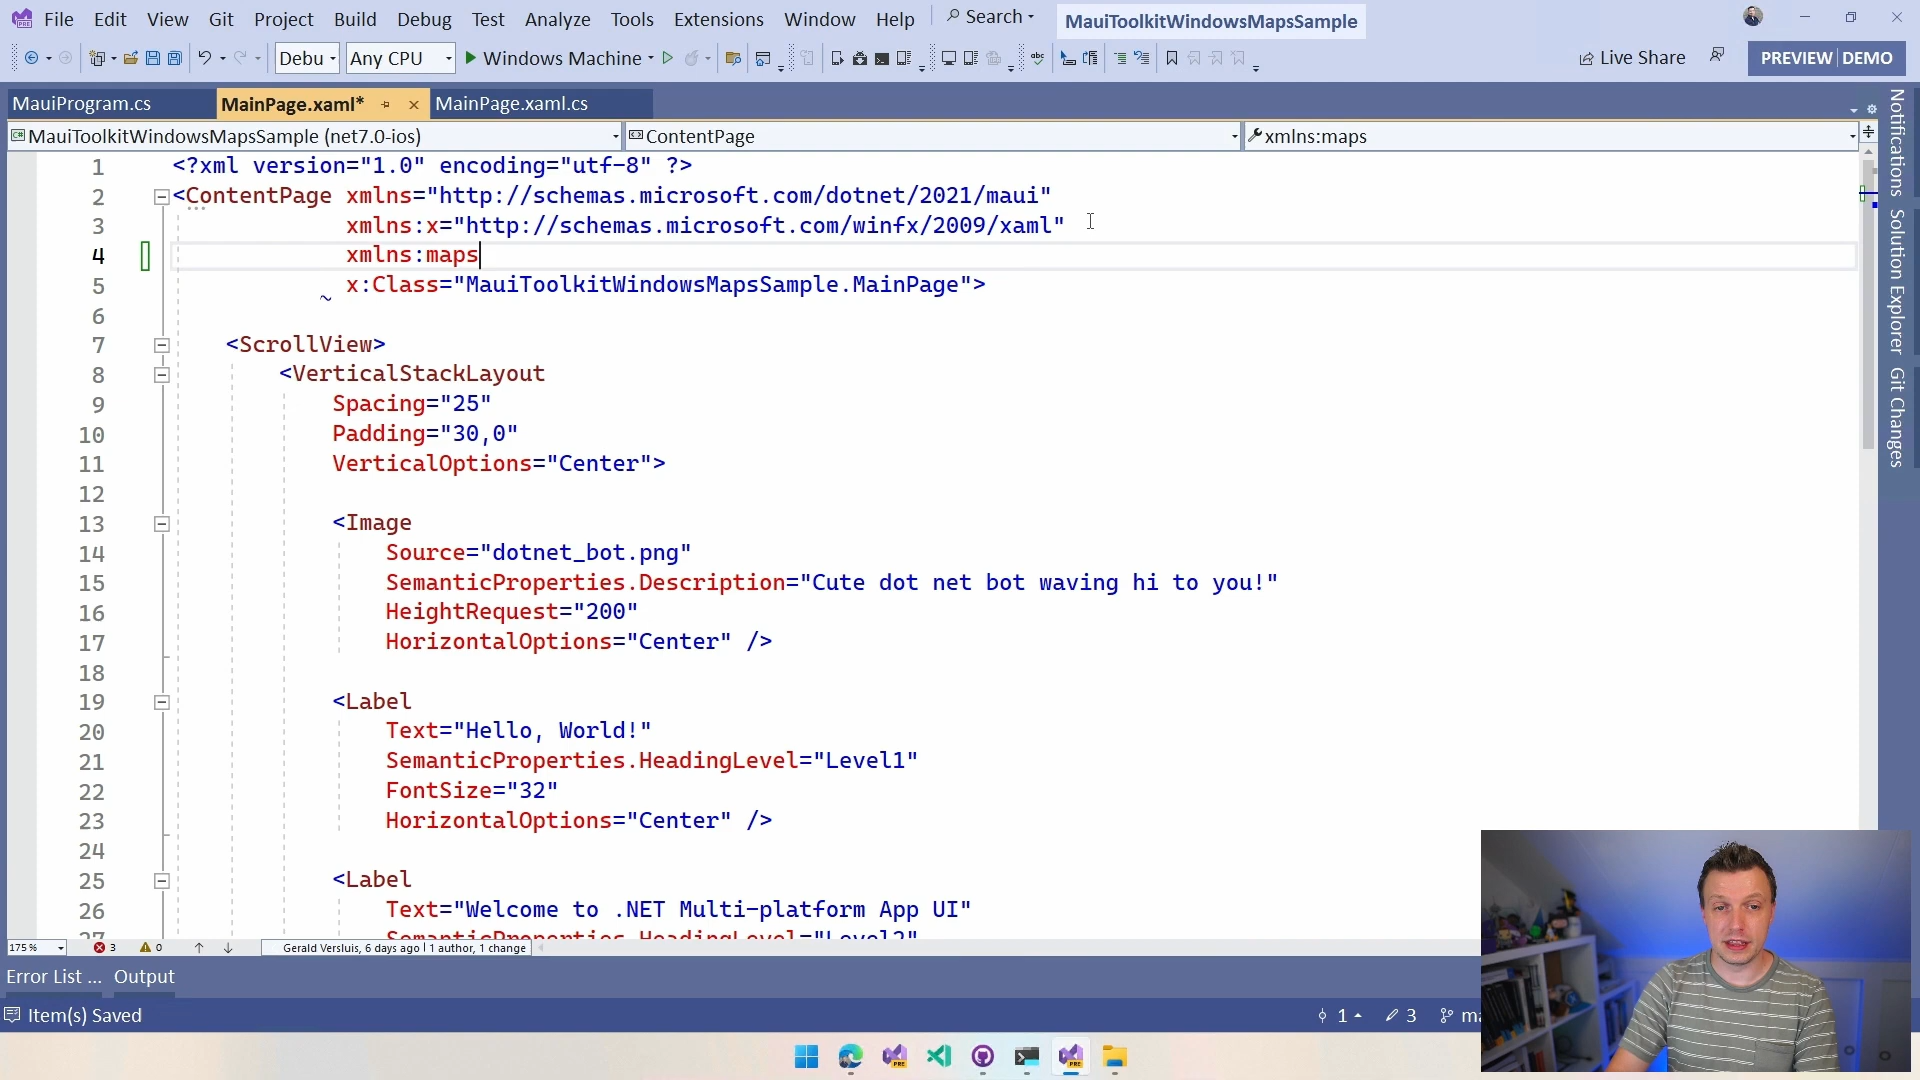 File Edit View Git Project Build Debug Test Analyze Tools Extensions Window Help Search MauiToolkitWindowsMapsSample
Debu Any CPU Windows Machine Live Share PREVIEW DEMO
MauiProgram.cs MainPage.xaml* MainPage.xaml.cs
MauiToolkitWindowsMapsSample (net7.0-ios) ContentPage xmlns:maps
1 <?xml version="1.0" encoding="utf-8" ?>
2 <ContentPage xmlns="http://schemas.microsoft.com/dotnet/2021/maui"
3 xmlns:x="http://schemas.microsoft.com/winfx/2009/xaml"
4 xmlns:maps
5 x:Class="MauiToolkitWindowsMapsSample.MainPage">
6
7 <ScrollView>
8 <VerticalStackLayout
9 Spacing="25"
10 Padding="30,0"
11 VerticalOptions="Center">
12
13 <Image
14 Source="dotnet_bot.png"
15 SemanticProperties.Description="Cute dot net bot waving hi to you!"
16 HeightRequest="200"
17 HorizontalOptions="Center" />
18
19 <Label
20 Text="Hello, World!"
21 SemanticProperties.HeadingLevel="Level1"
22 FontSize="32"
23 HorizontalOptions="Center" />
24
25 <Label
26 Text="Welcome to .NET Multi-platform App UI"
27 SemanticProperties.HeadingLevel="Level2"
Notifications
Solution Explorer
Git Changes
175 % 3 0 Gerald Versluis, 6 days ago | 1 author, 1 change
Error List ... Output
Item(s) Saved 1 3 ma